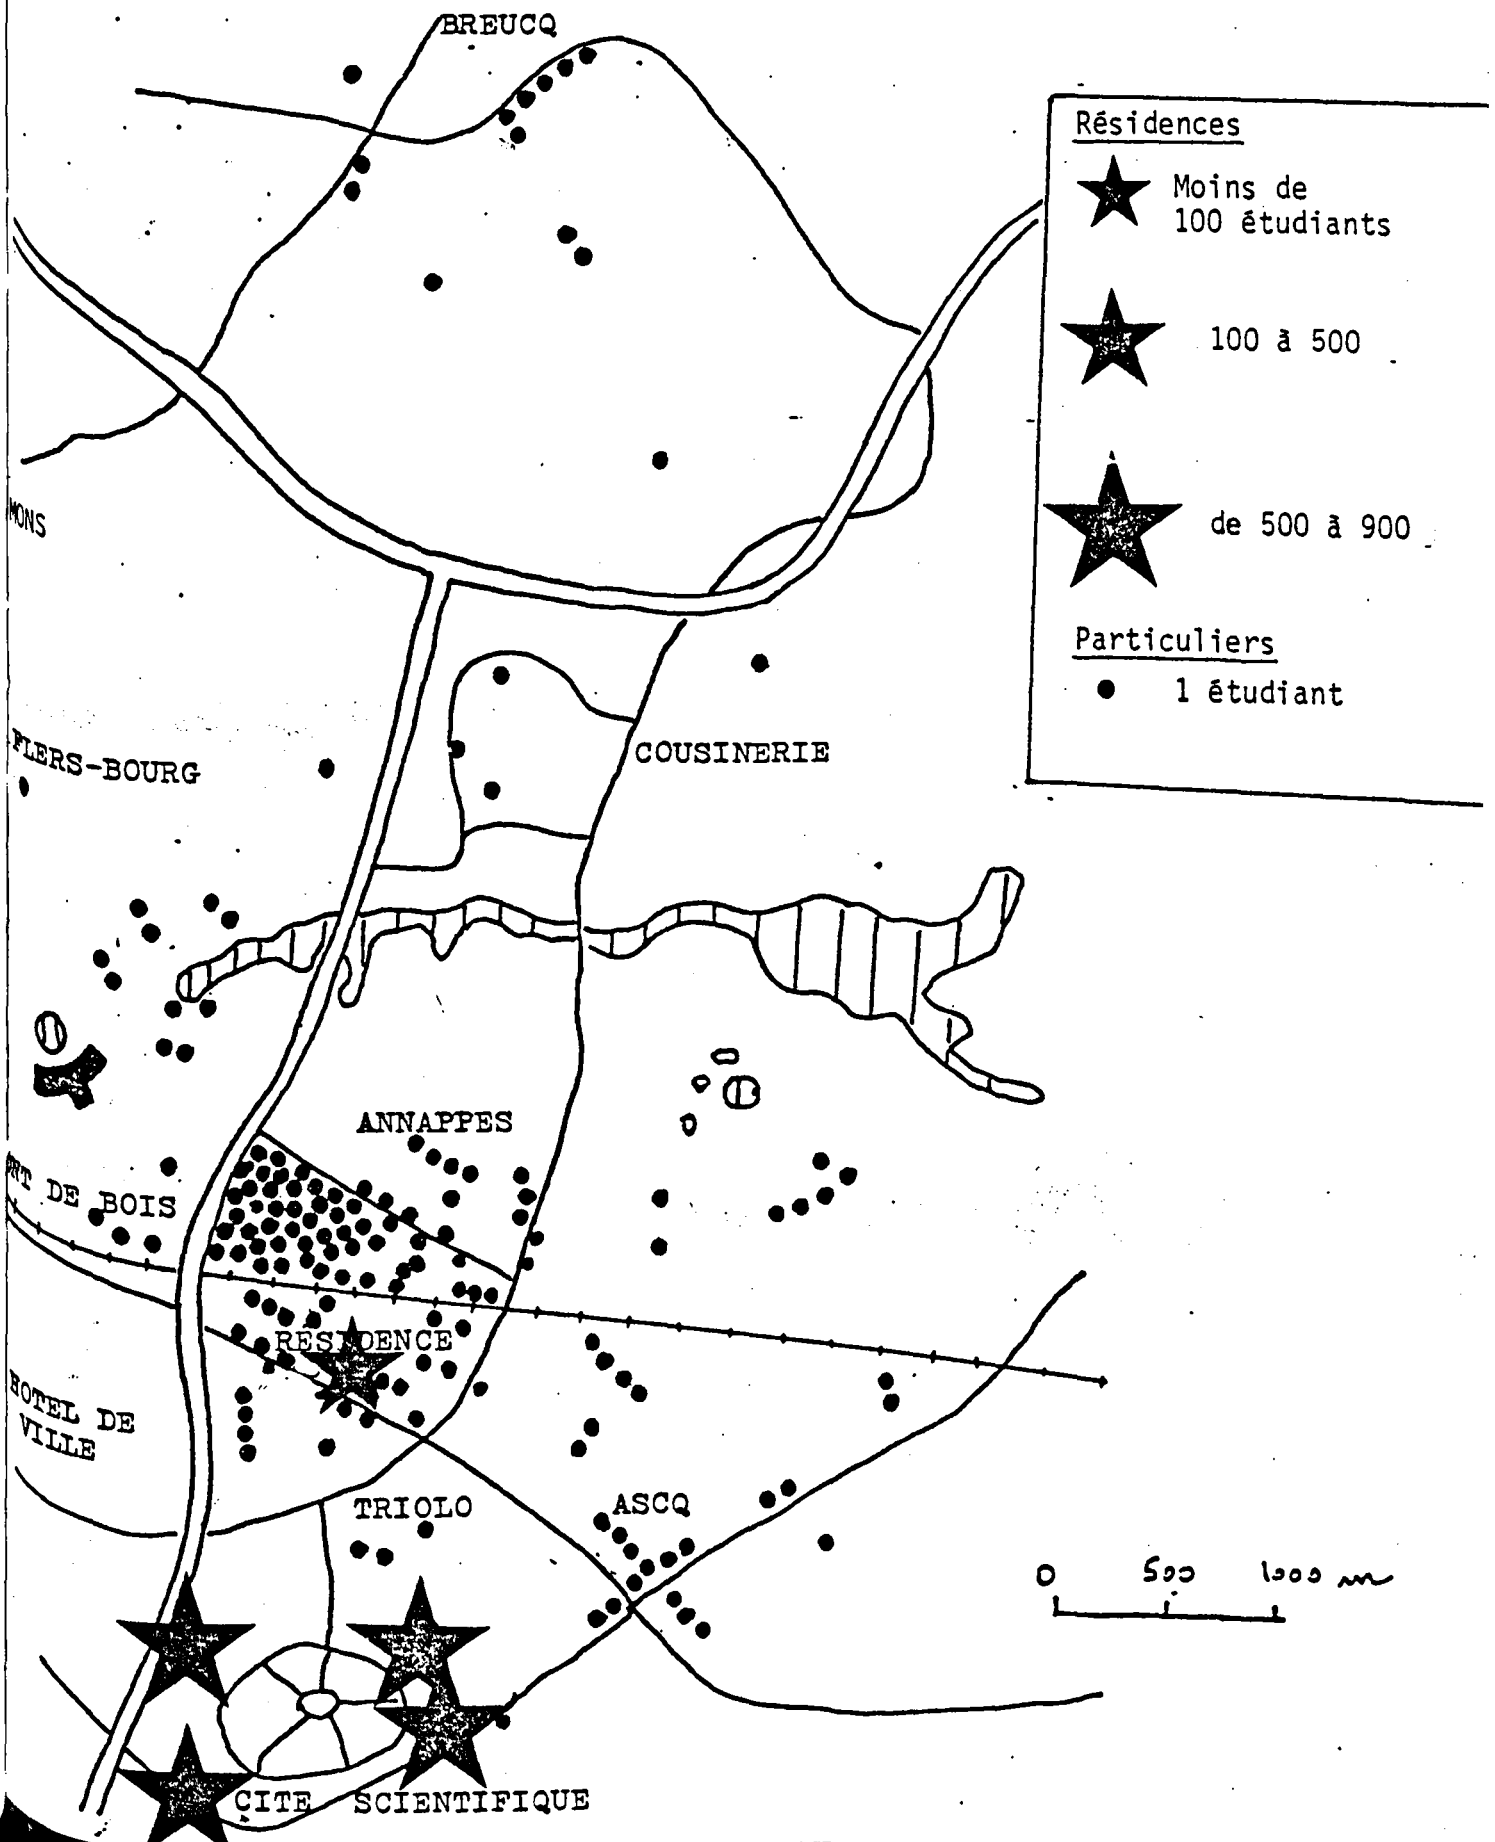 BREUCQ
Résidences
Moins de
100 étudiants
100 à 500
de 500 à 900
Particuliers
1 étudiant
MONS
FLERS-BOURG
COUSINERIE
ANNAPPES
DE BOIS
RESIDENCE
HOTEL DE
VILLE
TRIOLO
ASCQ
0 500 1000 m
CITE SCIENTIFIQUE